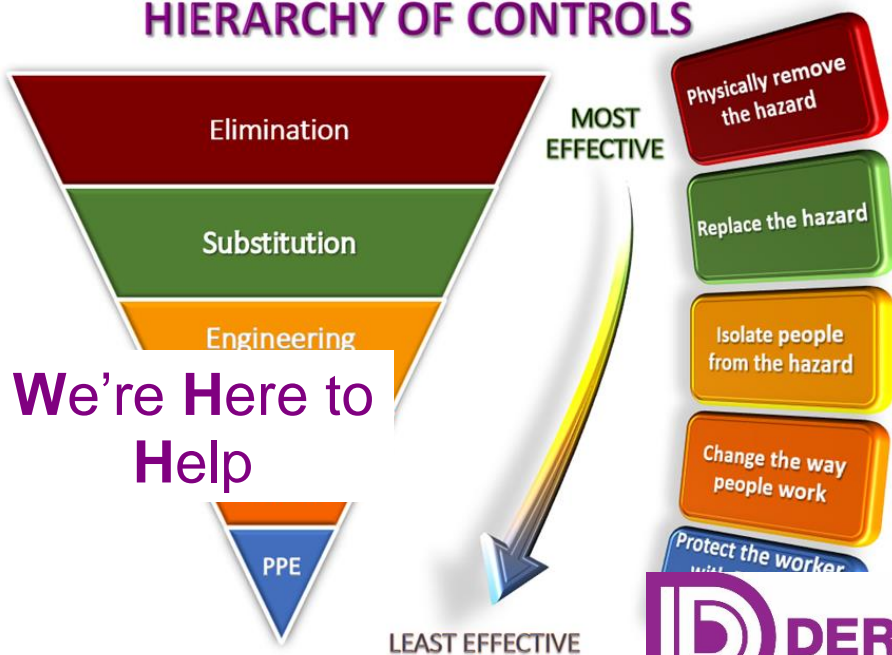 HIERARCHY OF CONTROLS
Elimination
Substitution
Engineering
We’re Here to
Help
PPE
MOST
EFFECTIVE
LEAST EFFECTIVE
Physically remove
the hazard
Replace the hazard
Isolate people
from the hazard
Change the way
people work
Protect the worker
DER